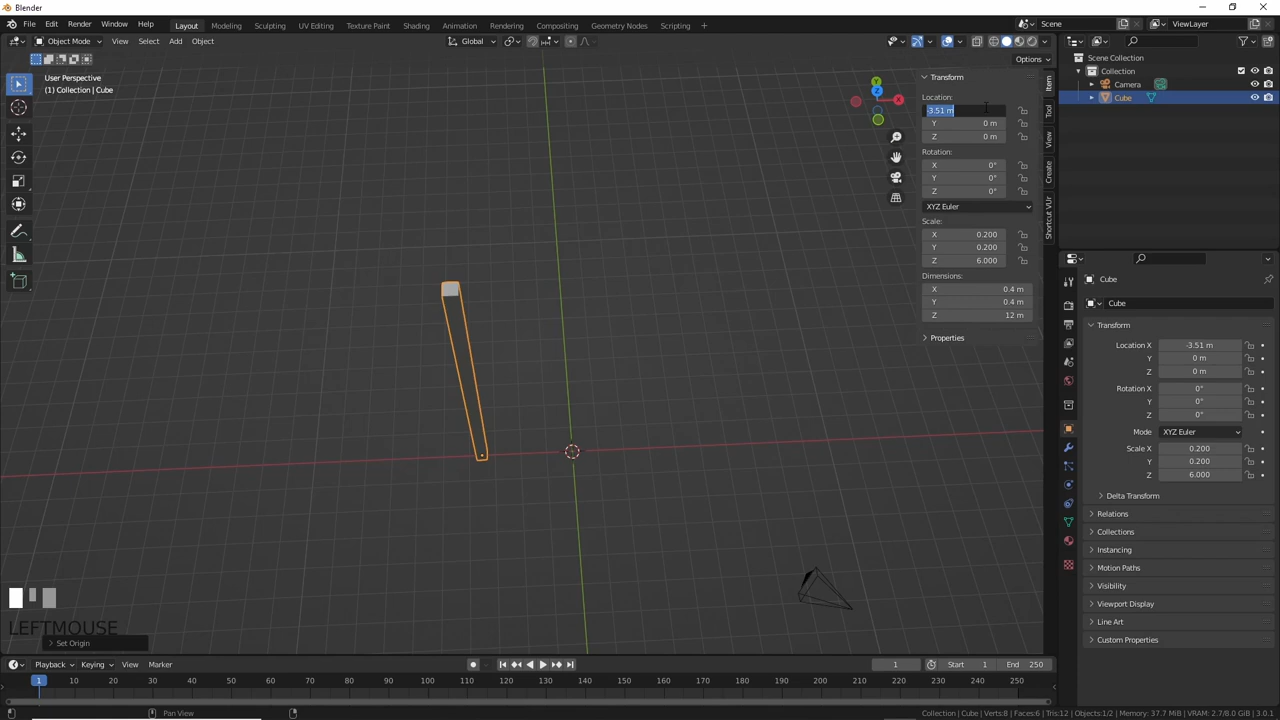 Blender
File Edit Render Window Help Layout Modeling Sculpting UV Editing Texture Paint Shading Animation Rendering Compositing Geometry Nodes Scripting + Scene ViewLayer
Object Mode View Select Add Object Global
Options
User Perspective
(1) Collection | Cube
Y
Z
X
Transform
Location:
-3.51 m
Y 0 m
Z 0 m
Rotation:
X 0°
Y 0°
Z 0°
XYZ Euler
Scale:
X 0.200
Y 0.200
Z 6.000
Dimensions:
X 0.4 m
Y 0.4 m
Z 12 m
Properties
Item
Tool
View
Create
Shortcut VUr
Scene Collection
Collection
Camera
Cube
Cube
Cube
Transform
Location X -3.51 m
Y 0 m
Z 0 m
Rotation X 0°
Y 0°
Z 0°
Mode XYZ Euler
Scale X 0.200
Y 0.200
Z 6.000
Delta Transform
Relations
Collections
Instancing
Motion Paths
Visibility
Viewport Display
Line Art
Custom Properties
LEFTMOUSE
Set Origin
Playback Keying View Marker 1 Start 1 End 250
1 10 20 30 40 50 60 70 80 90 100 110 120 130 140 150 160 170 180 190 200 210 220 230 240 250
Pan View
Collection | Cube | Verts:8 | Faces:6 | Tris:12 | Objects:1/2 | Memory: 37.7 MiB | VRAM: 2.7/8.0 GiB | 3.0.1